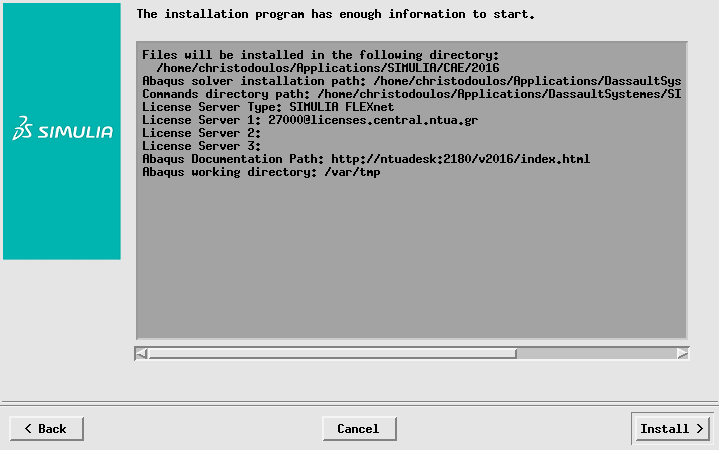 The installation program has enough information to start.
Files will be installed in the following directory:
/home/christodoulos/Applications/SIMULIA/CAE/2016
Abaqus solver installation path: /home/christodoulos/Applications/DassaultSys
Commands directory path: /home/christodoulos/Applications/DassaultSystemes/SI
License Server Type: SIMULIA FLEXnet
License Server 1: 27000@licenses.central.ntua.gr
License Server 2:
License Server 3:
Abaqus Documentation Path: http://ntuadesk:2180/v2016/index.html
Abaqus working directory: /var/tmp
SIMULIA
< Back
Cancel
Install >